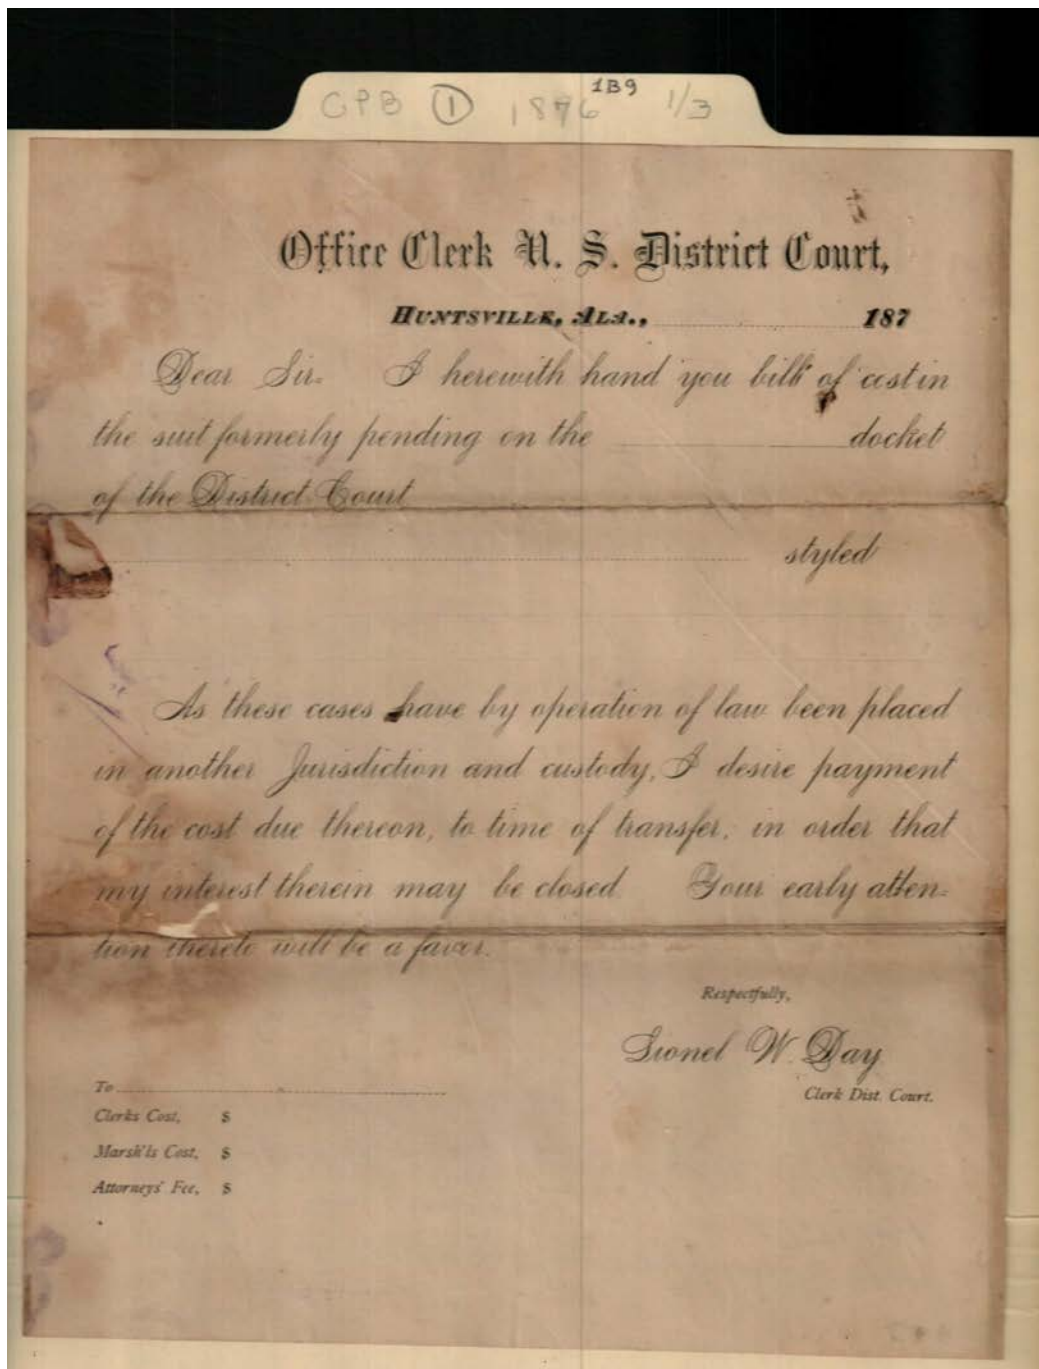 CPB 1 1876 1B9 1/3
Office Clerk U. S. District Court,
HUNTSVILLE, ALA., 187
Dear Sir. I herewith hand you bill of cost in
the suit formerly pending on the docket
of the District Court
styled
As these cases have by operation of law been placed
in another Jurisdiction and custody, I desire payment
of the cost due thereon, to time of transfer, in order that
my interest therein may be closed. Your early atten=
tion thereto will be a favor.
Respectfully,
Lionel W. Day
Clerk Dist. Court.
To
Clerks Cost, $
Marsh'ls Cost, $
Attorneys' Fee, $